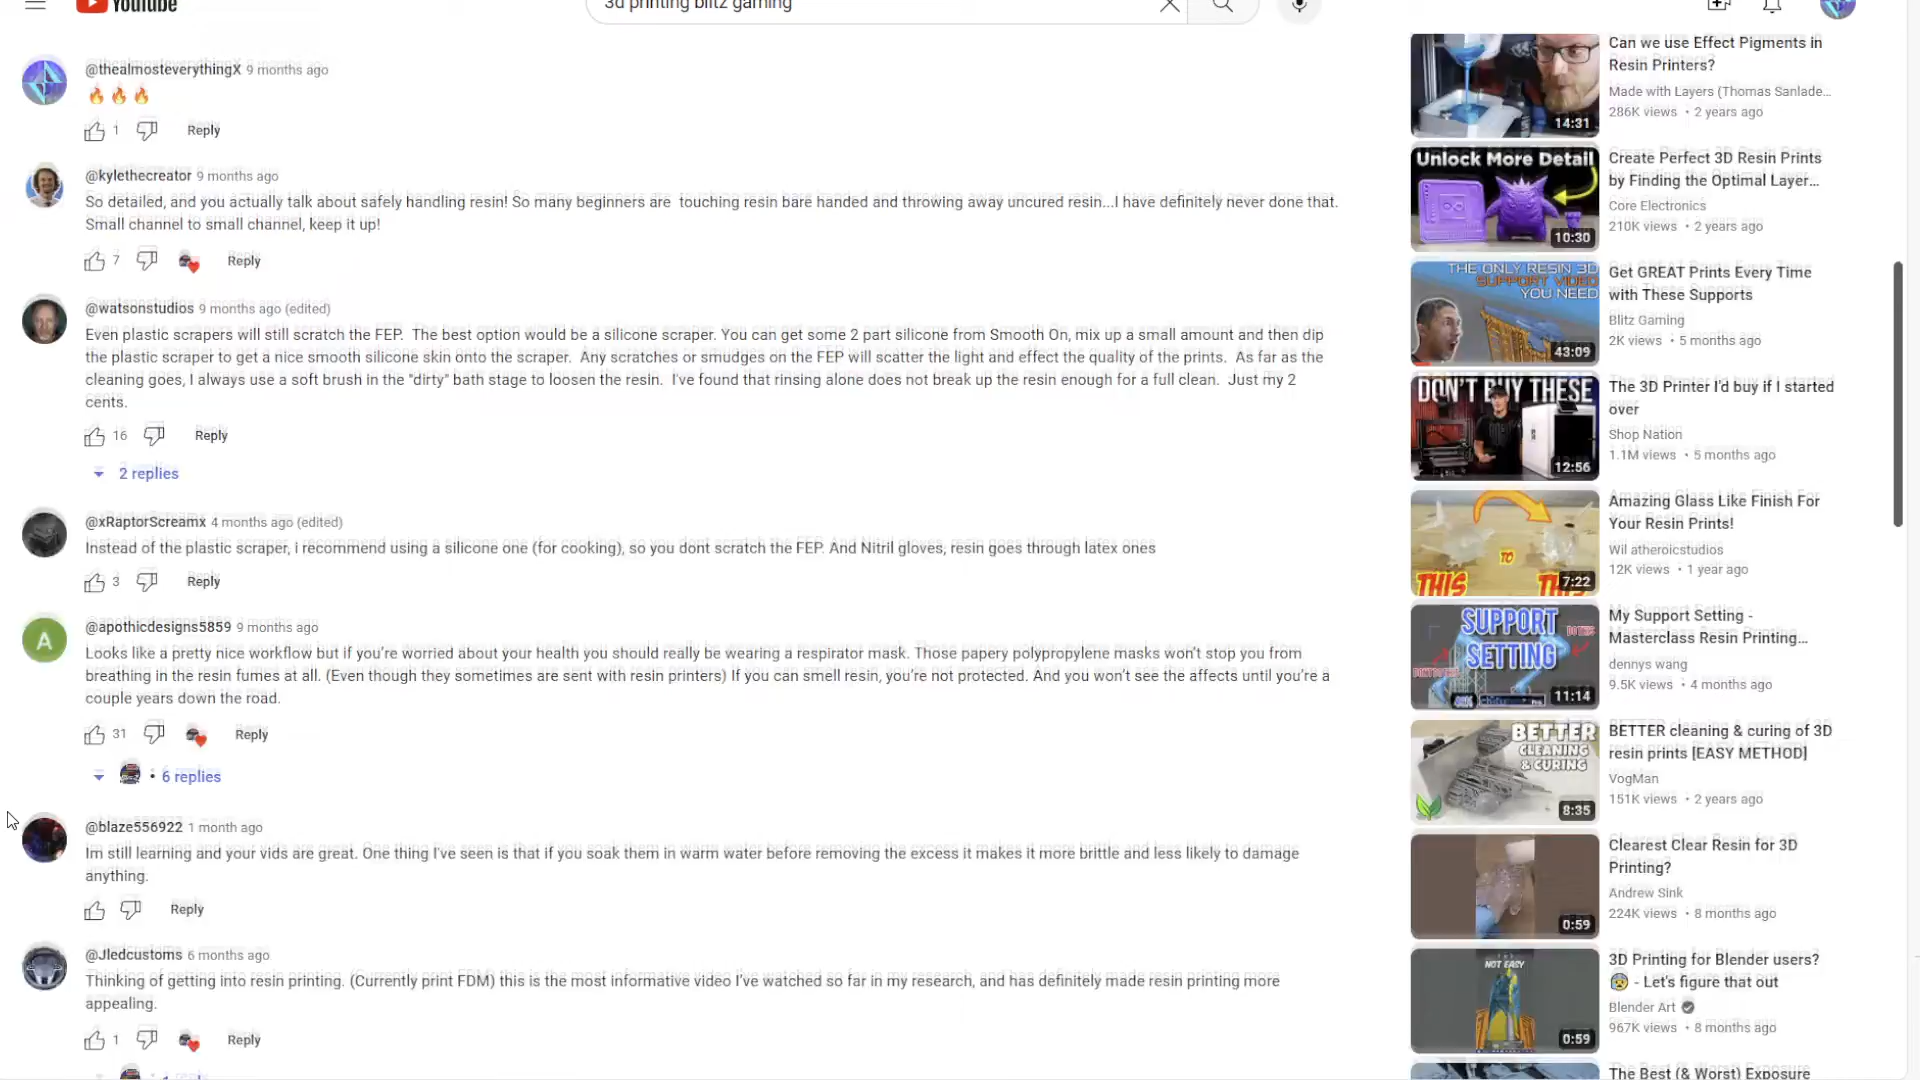 YouTube
3d printing blitz gaming
@thealmosteverythingX 9 months ago
🔥🔥🔥
1 Reply
@kylethecreator 9 months ago
So detailed, and you actually talk about safely handling resin! So many beginners are  touching resin bare handed and throwing away uncured resin...I have definitely never done that.
Small channel to small channel, keep it up!
7 Reply
@watsonstudios 9 months ago (edited)
Even plastic scrapers will still scratch the FEP.  The best option would be a silicone scraper. You can get some 2 part silicone from Smooth On, mix up a small amount and then dip
the plastic scraper to get a nice smooth silicone skin onto the scraper.  Any scratches or smudges on the FEP will scatter the light and effect the quality of the prints.  As far as the
cleaning goes, I always use a soft brush in the "dirty" bath stage to loosen the resin.  I've found that rinsing alone does not break up the resin enough for a full clean.  Just my 2
cents.
16 Reply
2 replies
@xRaptorScreamx 4 months ago (edited)
Instead of the plastic scraper, i recommend using a silicone one (for cooking), so you dont scratch the FEP. And Nitril gloves, resin goes through latex ones
3 Reply
A
@apothicdesigns5859 9 months ago
Looks like a pretty nice workflow but if you're worried about your health you should really be wearing a respirator mask. Those papery polypropylene masks won't stop you from
breathing in the resin fumes at all. (Even though they sometimes are sent with resin printers) If you can smell resin, you're not protected. And you won't see the affects until you're a
couple years down the road.
31 Reply
• 6 replies
@blaze556922 1 month ago
Im still learning and your vids are great. One thing I've seen is that if you soak them in warm water before removing the excess it makes it more brittle and less likely to damage
anything.
Reply
@Jledcustoms 6 months ago
Thinking of getting into resin printing. (Currently print FDM) this is the most informative video I've watched so far in my research, and has definitely made resin printing more
appealing.
1 Reply
14:31
Can we use Effect Pigments in
Resin Printers?
Made with Layers (Thomas Sanlade...
286K views • 2 years ago
Unlock More Detail
10:30
Create Perfect 3D Resin Prints
by Finding the Optimal Layer...
Core Electronics
210K views • 2 years ago
THE ONLY RESIN 3D
SUPPORT VIDEO
YOU NEED
43:09
Get GREAT Prints Every Time
with These Supports
Blitz Gaming
2K views • 5 months ago
DON'T BUY THESE
12:56
The 3D Printer I'd buy if I started
over
Shop Nation
1.1M views • 5 months ago
TO
THIS
7:22
Amazing Glass Like Finish For
Your Resin Prints!
Wil atheroicstudios
12K views • 1 year ago
SUPPORT
SETTING
11:14
My Support Setting -
Masterclass Resin Printing...
dennys wang
9.5K views • 4 months ago
BETTER
CLEANING
& CURING
8:35
BETTER cleaning & curing of 3D
resin prints [EASY METHOD]
VogMan
151K views • 2 years ago
0:59
Clearest Clear Resin for 3D
Printing?
Andrew Sink
224K views • 8 months ago
NOT EASY
0:59
3D Printing for Blender users?
😰 - Let's figure that out
Blender Art
967K views • 8 months ago
The Best (& Worst) Exposure